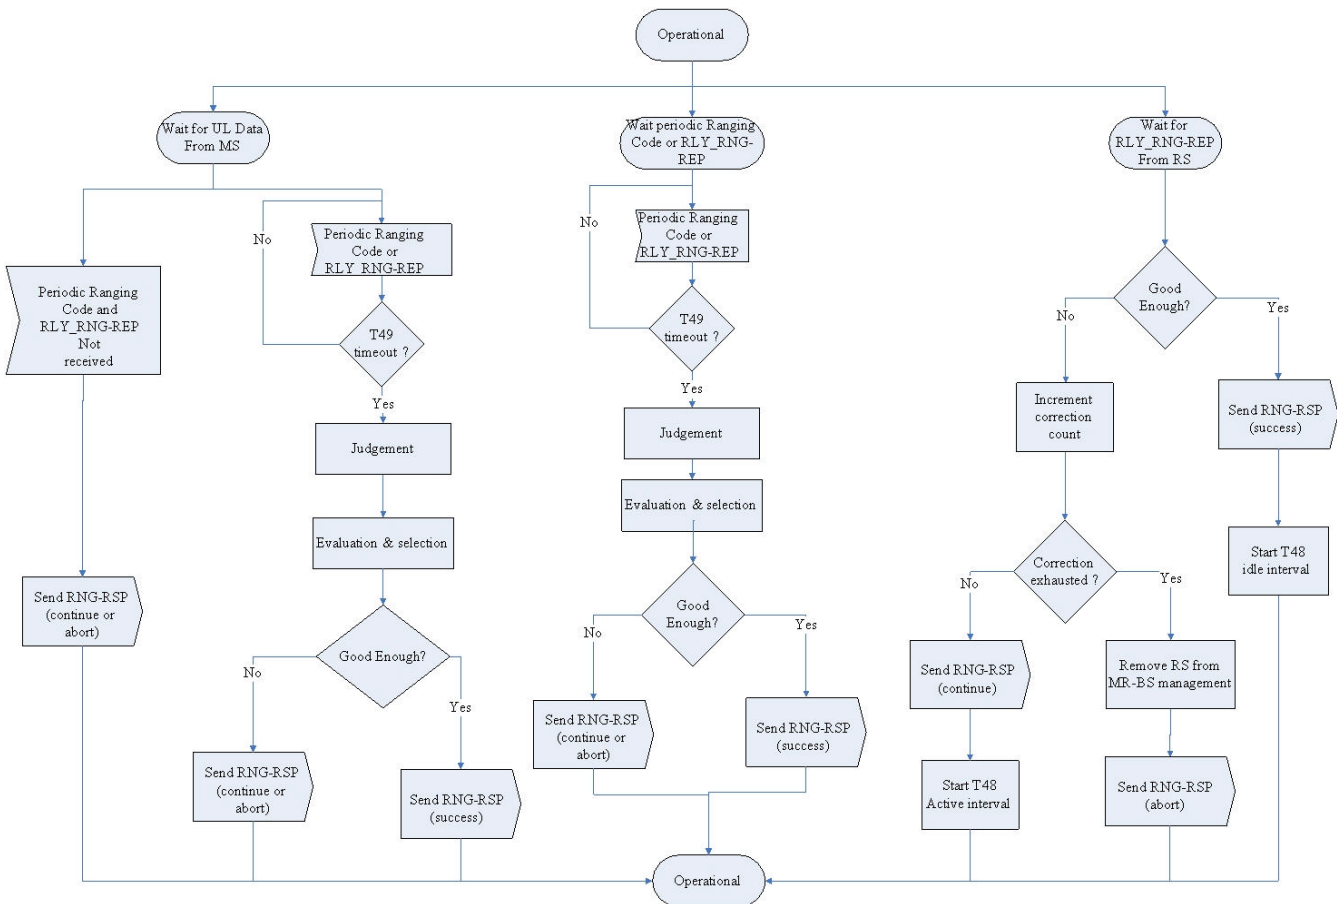 Operational
Wait for UL Data
From MS
Wait periodic Ranging
Code or RLY_RNG-
REP
Wait for
RLY_RNG-REP
From RS
Periodic Ranging
Code and
RLY_RNG-REP
Not
received
No
Periodic Ranging
Code or
RLY_RNG-REP
T49
timeout ?
Yes
Judgement
Evaluation & selection
Good Enough?
No
Yes
Send RNG-RSP
(continue or
abort)
Send RNG-RSP
(continue or
abort)
Send RNG-RSP
(success)
No
Periodic Ranging
Code or
RLY_RNG-REP
T49
timeout ?
Yes
Judgement
Evaluation & selection
Good
Enough?
No
Yes
Send RNG-RSP
(continue or
abort)
Send RNG-RSP
(success)
Good
Enough?
No
Yes
Increment
correction
count
Send RNG-RSP
(success)
Start T48
idle interval
Correction
exhausted ?
No
Yes
Send RNG-RSP
(continue)
Remove RS from
MR-BS management
Start T48
Active interval
Send RNG-RSP
(abort)
Operational